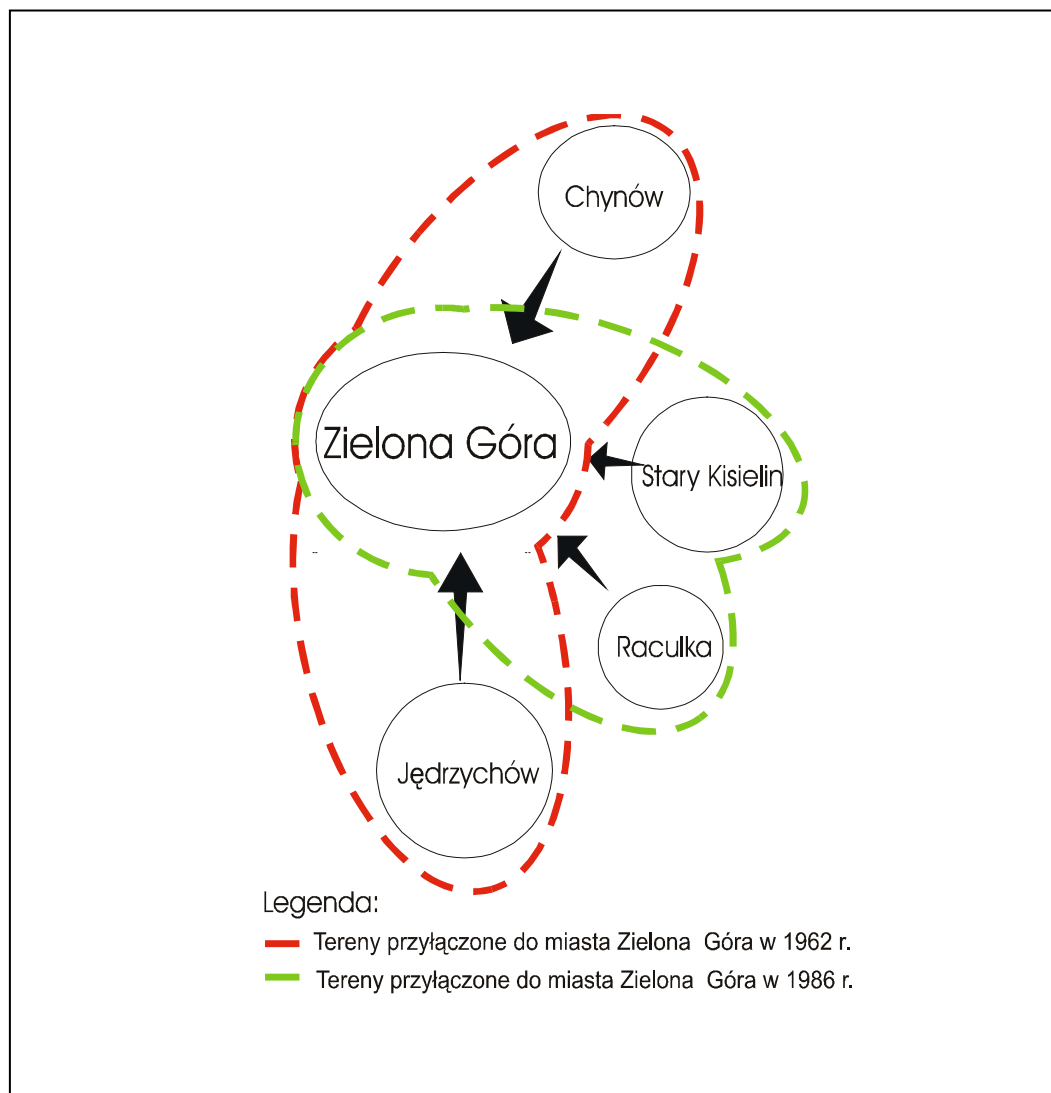 Chynów
Zielona Góra
Stary Kisielin
Raculka
Jędrzychów
Legenda:
Tereny przyłączone do miasta Zielona Góra w 1962 r.
Tereny przyłączone do miasta Zielona Góra w 1986 r.